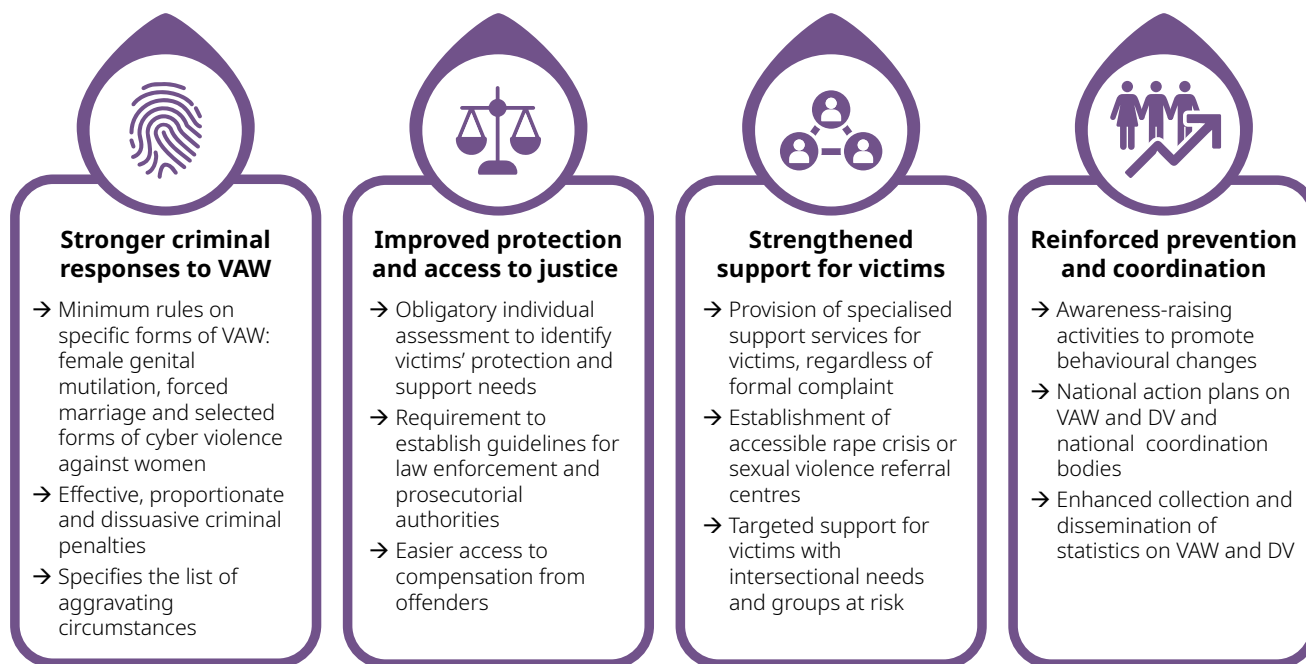 Stronger criminal
responses to VAW
→ Minimum rules on
specific forms of VAW:
female genital
mutilation, forced
marriage and selected
forms of cyber violence
against women
→ Effective, proportionate
and dissuasive criminal
penalties
→ Specifies the list of
aggravating
circumstances
Improved protection
and access to justice
→ Obligatory individual
assessment to identify
victims’ protection and
support needs
→ Requirement to
establish guidelines for
law enforcement and
prosecutorial
authorities
→ Easier access to
compensation from
offenders
Strengthened
support for victims
→ Provision of specialised
support services for
victims, regardless of
formal complaint
→ Establishment of
accessible rape crisis or
sexual violence referral
centres
→ Targeted support for
victims with
intersectional needs
and groups at risk
Reinforced prevention
and coordination
→ Awareness-raising
activities to promote
behavioural changes
→ National action plans on
VAW and DV and
national coordination
bodies
→ Enhanced collection and
dissemination of
statistics on VAW and DV